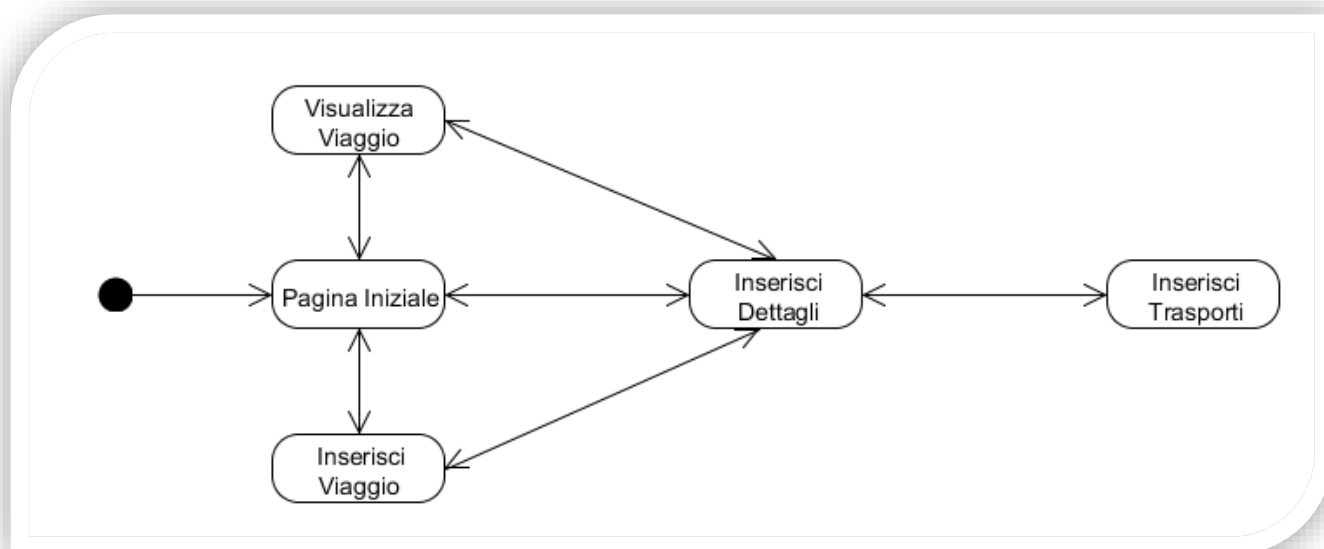 Visualizza
Viaggio
Pagina Iniziale
Inserisci
Dettagli
Inserisci
Trasporti
Inserisci
Viaggio